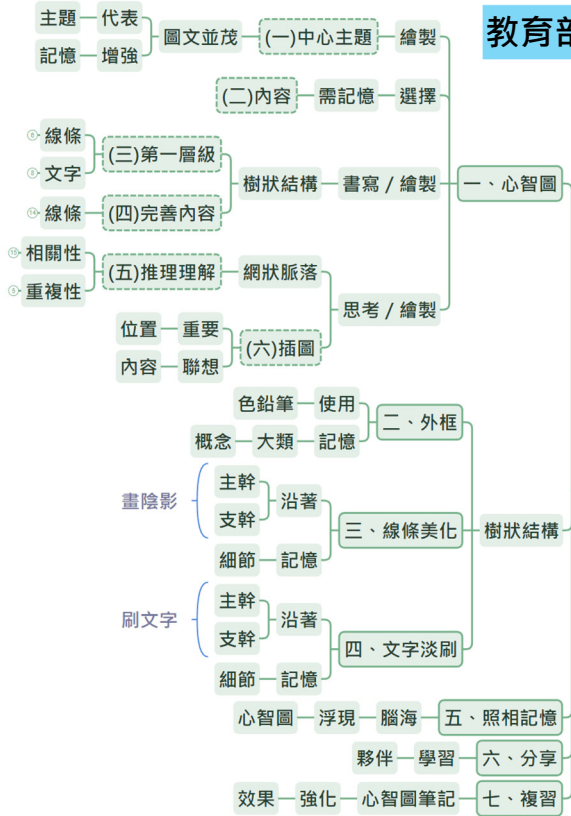 教育部
主題 代表 圖文並茂 (一)中心主題 繪製
記憶 增強
(二)內容 需記憶 選擇
6 線條 (三)第一層級 樹狀結構 書寫 / 繪製 一、心智圖
8 文字
線條 (四)完善內容
相關性 (五)推理理解 網狀脈落 思考 / 繪製
重複性
位置 重要 (六)插圖
內容 聯想
色鉛筆 使用 二、外框
概念 大類 記憶
畫陰影 主幹 沿著 三、線條美化 樹狀結構
支幹
細節 記憶
刷文字 主幹 沿著 四、文字淡刷
支幹
細節 記憶
心智圖 浮現 腦海 五、照相記憶
夥伴 學習 六、分享
效果 強化 心智圖筆記 七、複習